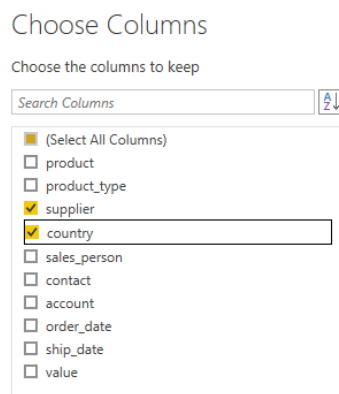 Choose Columns
Choose the columns to keep
Search Columns
(Select All Columns)
product
product_type
supplier
country
sales_person
contact
account
order_date
ship_date
value